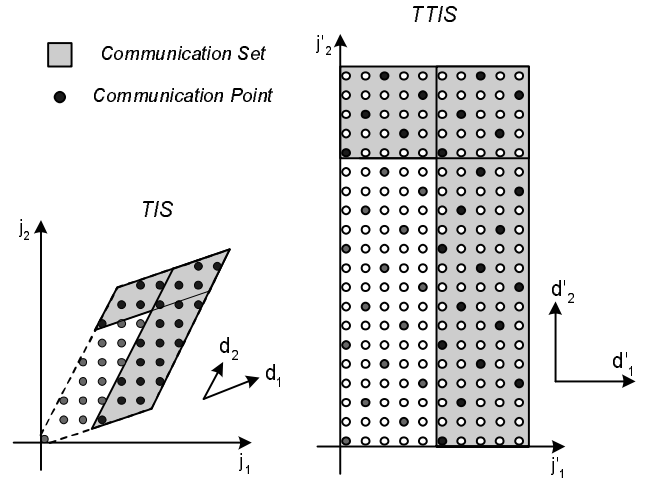 TTIS
j'2
Communication Set
Communication Point
TIS
j2
d2
d1
j1
d'2
d'1
j'1